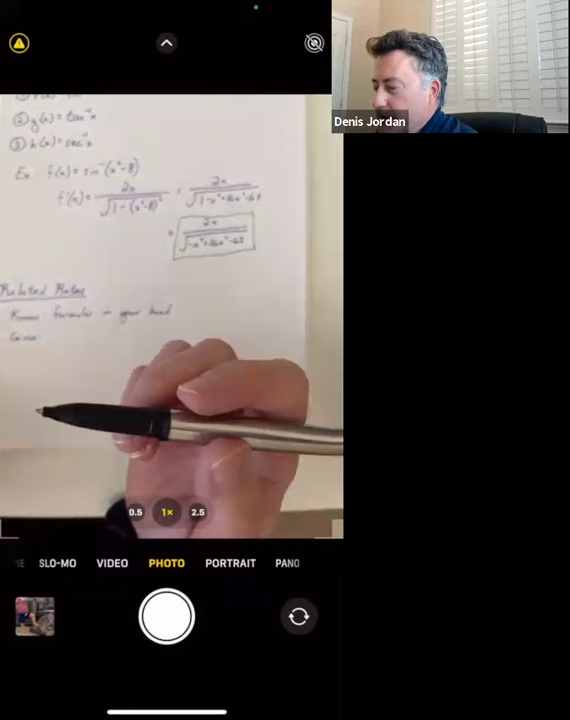 Denis Jordan
② g(x) = tan⁻¹x
③ h(x) = sec⁻¹x
Ex f(x) = sin⁻¹(x²-8)
f'(x) = 2x / √(1-(x²-8)²) = 2x / √(1-x⁴+16x²-64)
= 2x / √(-x⁴+16x²-63)
Related Rates
formulas in your head
Given:
0.5 1× 2.5
SLO-MO VIDEO PHOTO PORTRAIT PANO